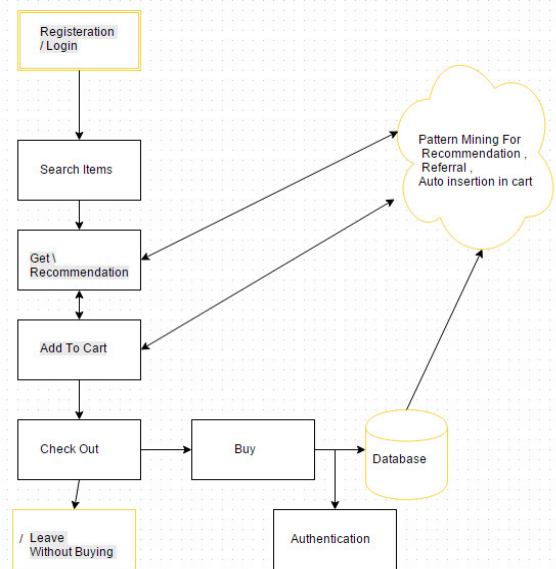 Registeration
/ Login
Pattern Mining For
Recommendation ,
Referral ,
Auto insertion in cart
Search Items
Get \
Recommendation
Add To Cart
Check Out
Buy
Database
/ Leave
Without Buying
Authentication